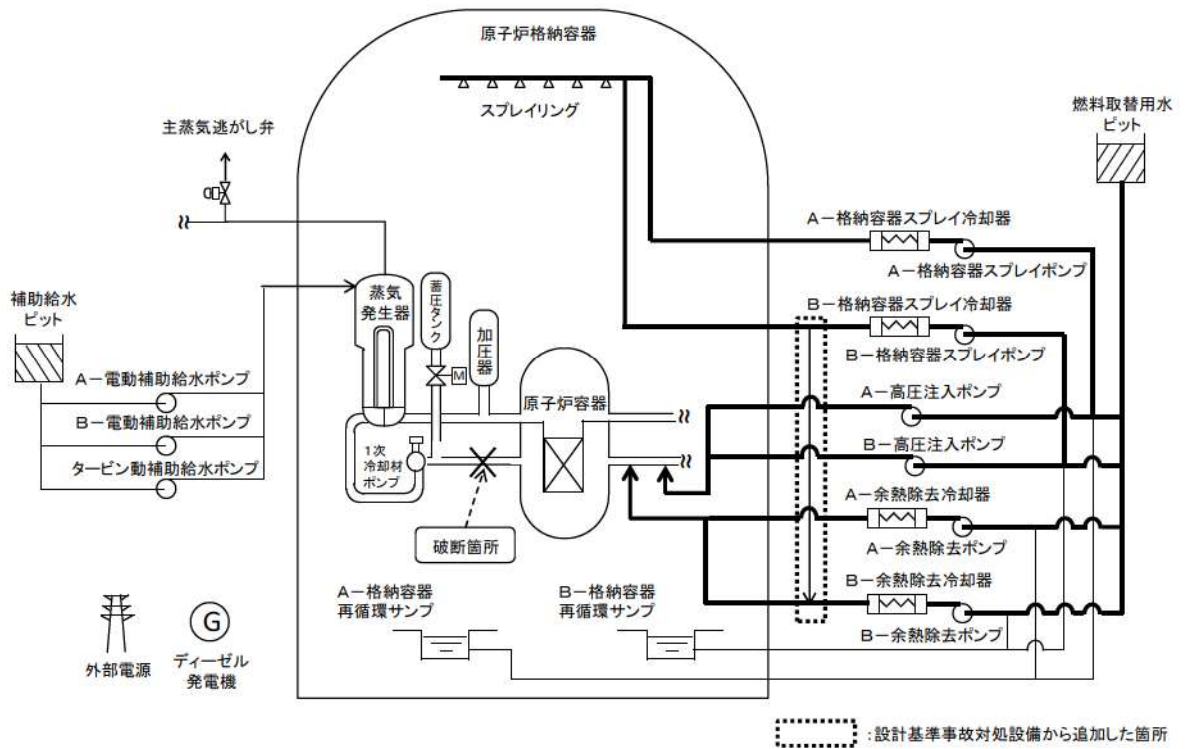 原子炉格納容器
スプレイリング
燃料取替用水
ピット
主蒸気逃がし弁
A－格納容器スプレイ冷却器
A－格納容器スプレイポンプ
補助給水
ピット
蒸気
発生器
蓄圧タンク
加圧器
B－格納容器スプレイ冷却器
B－格納容器スプレイポンプ
M
A－電動補助給水ポンプ
原子炉容器
A－高圧注入ポンプ
B－電動補助給水ポンプ
B－高圧注入ポンプ
1次
冷却材
ポンプ
タービン動補助給水ポンプ
A－余熱除去冷却器
A－余熱除去ポンプ
破断箇所
B－余熱除去冷却器
A－格納容器
再循環サンプ
B－格納容器
再循環サンプ
B－余熱除去ポンプ
G
外部電源
ディーゼル
発電機
：設計基準事故対処設備から追加した箇所